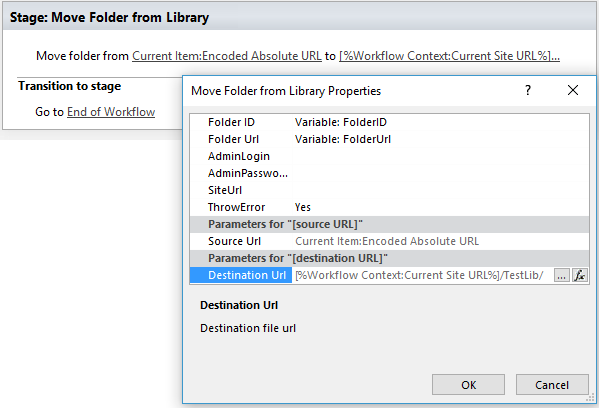 Stage: Move Folder from Library
Move folder from Current Item:Encoded Absolute URL to [%Workflow Context:Current Site URL%]...
Transition to stage
Go to End of Workflow
Move Folder from Library Properties
Folder ID Variable: FolderID
Folder Url Variable: FolderUrl
AdminLogin
AdminPasswo...
SiteUrl
ThrowError Yes
Parameters for "[source URL]"
Source Url Current Item:Encoded Absolute URL
Parameters for "[destination URL]"
Destination Url [%Workflow Context:Current Site URL%]/TestLib/ ... fx
Destination Url
Destination file url
OK Cancel